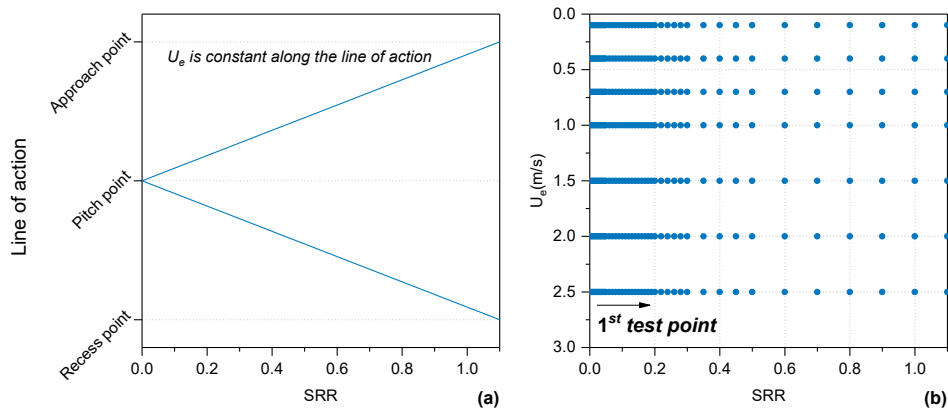 Line of action
Approach point
Pitch point
Recess point
U_e is constant along the line of action
0.0 0.2 0.4 0.6 0.8 1.0
SRR
(a)
U_e(m/s)
0.0
0.5
1.0
1.5
2.0
2.5
3.0
1st test point
0.0 0.2 0.4 0.6 0.8 1.0
SRR
(b)